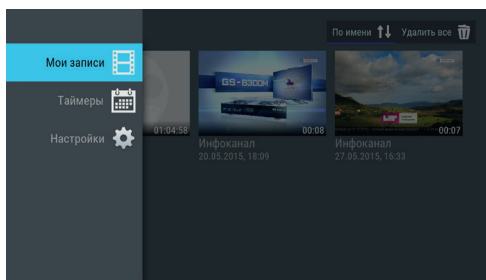 По имени Удалить все
Мои записи
Таймеры
Настройки
GS-6300M
01:04:58 00:08 00:07
Инфоканал Инфоканал
20.05.2015, 18:09 27.05.2015, 16:33